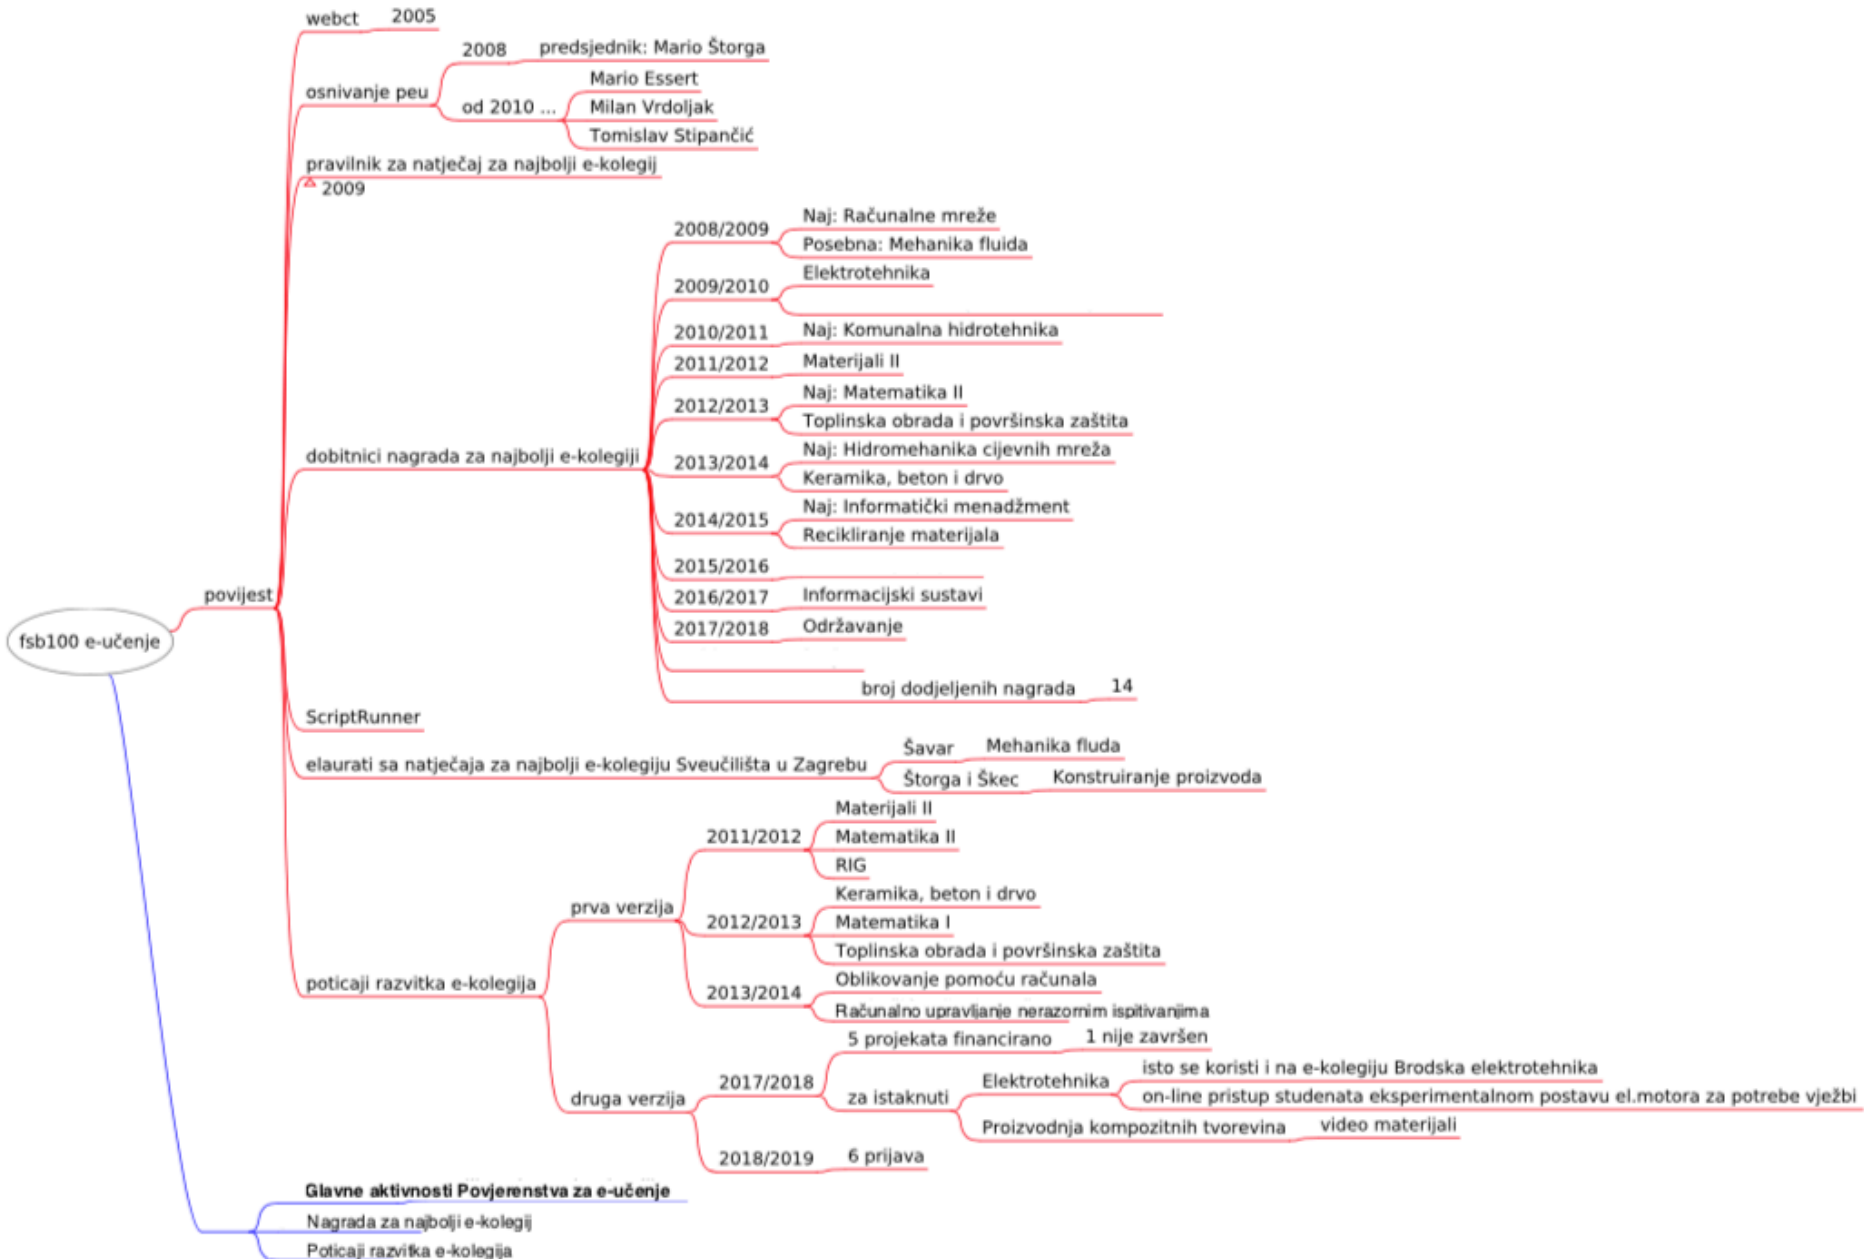 webct 2005
osnivanje peu
2008 predsjednik: Mario Štorga
od 2010 ...
Mario Essert
Milan Vrdoljak
Tomislav Stipančić
pravilnik za natječaj za najbolji e-kolegij
2009
dobitnici nagrada za najbolji e-kolegiji
2008/2009
Naj: Računalne mreže
Posebna: Mehanika fluida
2009/2010
Elektrotehnika
2010/2011 Naj: Komunalna hidrotehnika
2011/2012 Materijali II
2012/2013
Naj: Matematika II
Toplinska obrada i površinska zaštita
2013/2014
Naj: Hidromehanika cijevnih mreža
Keramika, beton i drvo
2014/2015
Naj: Informatički menadžment
Recikliranje materijala
2015/2016
2016/2017 Informacijski sustavi
2017/2018 Održavanje
broj dodjeljenih nagrada 14
povijest
fsb100 e-učenje
ScriptRunner
elaurati sa natječaja za najbolji e-kolegiju Sveučilišta u Zagrebu
Šavar Mehanika fluda
Štorga i Škec Konstruiranje proizvoda
poticaji razvitka e-kolegija
prva verzija
2011/2012
Materijali II
Matematika II
RIG
2012/2013
Keramika, beton i drvo
Matematika I
Toplinska obrada i površinska zaštita
2013/2014
Oblikovanje pomoću računala
Računalno upravljanje nerazornim ispitivanjima
druga verzija
2017/2018
5 projekata financirano 1 nije završen
za istaknuti
Elektrotehnika
isto se koristi i na e-kolegiju Brodska elektrotehnika
on-line pristup studenata eksperimentalnom postavu el.motora za potrebe vježbi
Proizvodnja kompozitnih tvorevina video materijali
2018/2019 6 prijava
Glavne aktivnosti Povjerenstva za e-učenje
Nagrada za najbolji e-kolegij
Poticaji razvitka e-kolegija